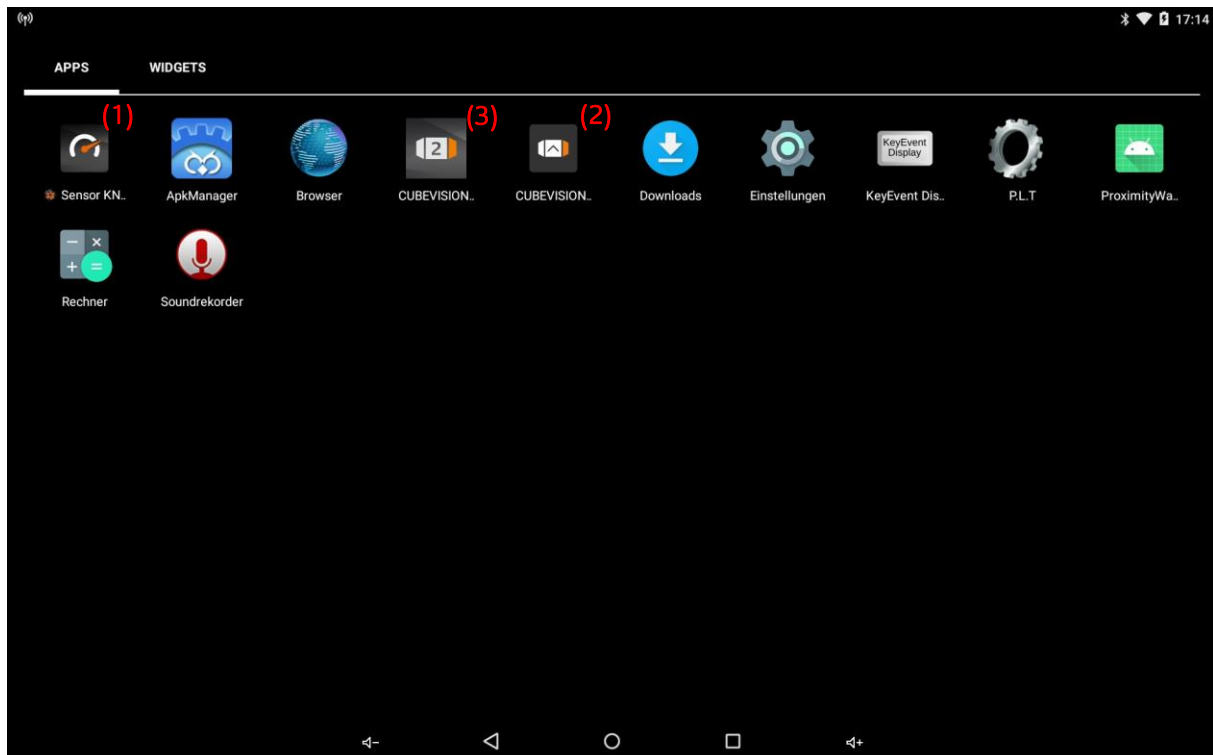 17:14
APPS WIDGETS
(1) (3) (2)
2
KeyEvent
Display
Sensor KN.. ApkManager Browser CUBEVISION.. CUBEVISION.. Downloads Einstellungen KeyEvent Dis.. P.L.T ProximityWa..
Rechner Soundrekorder